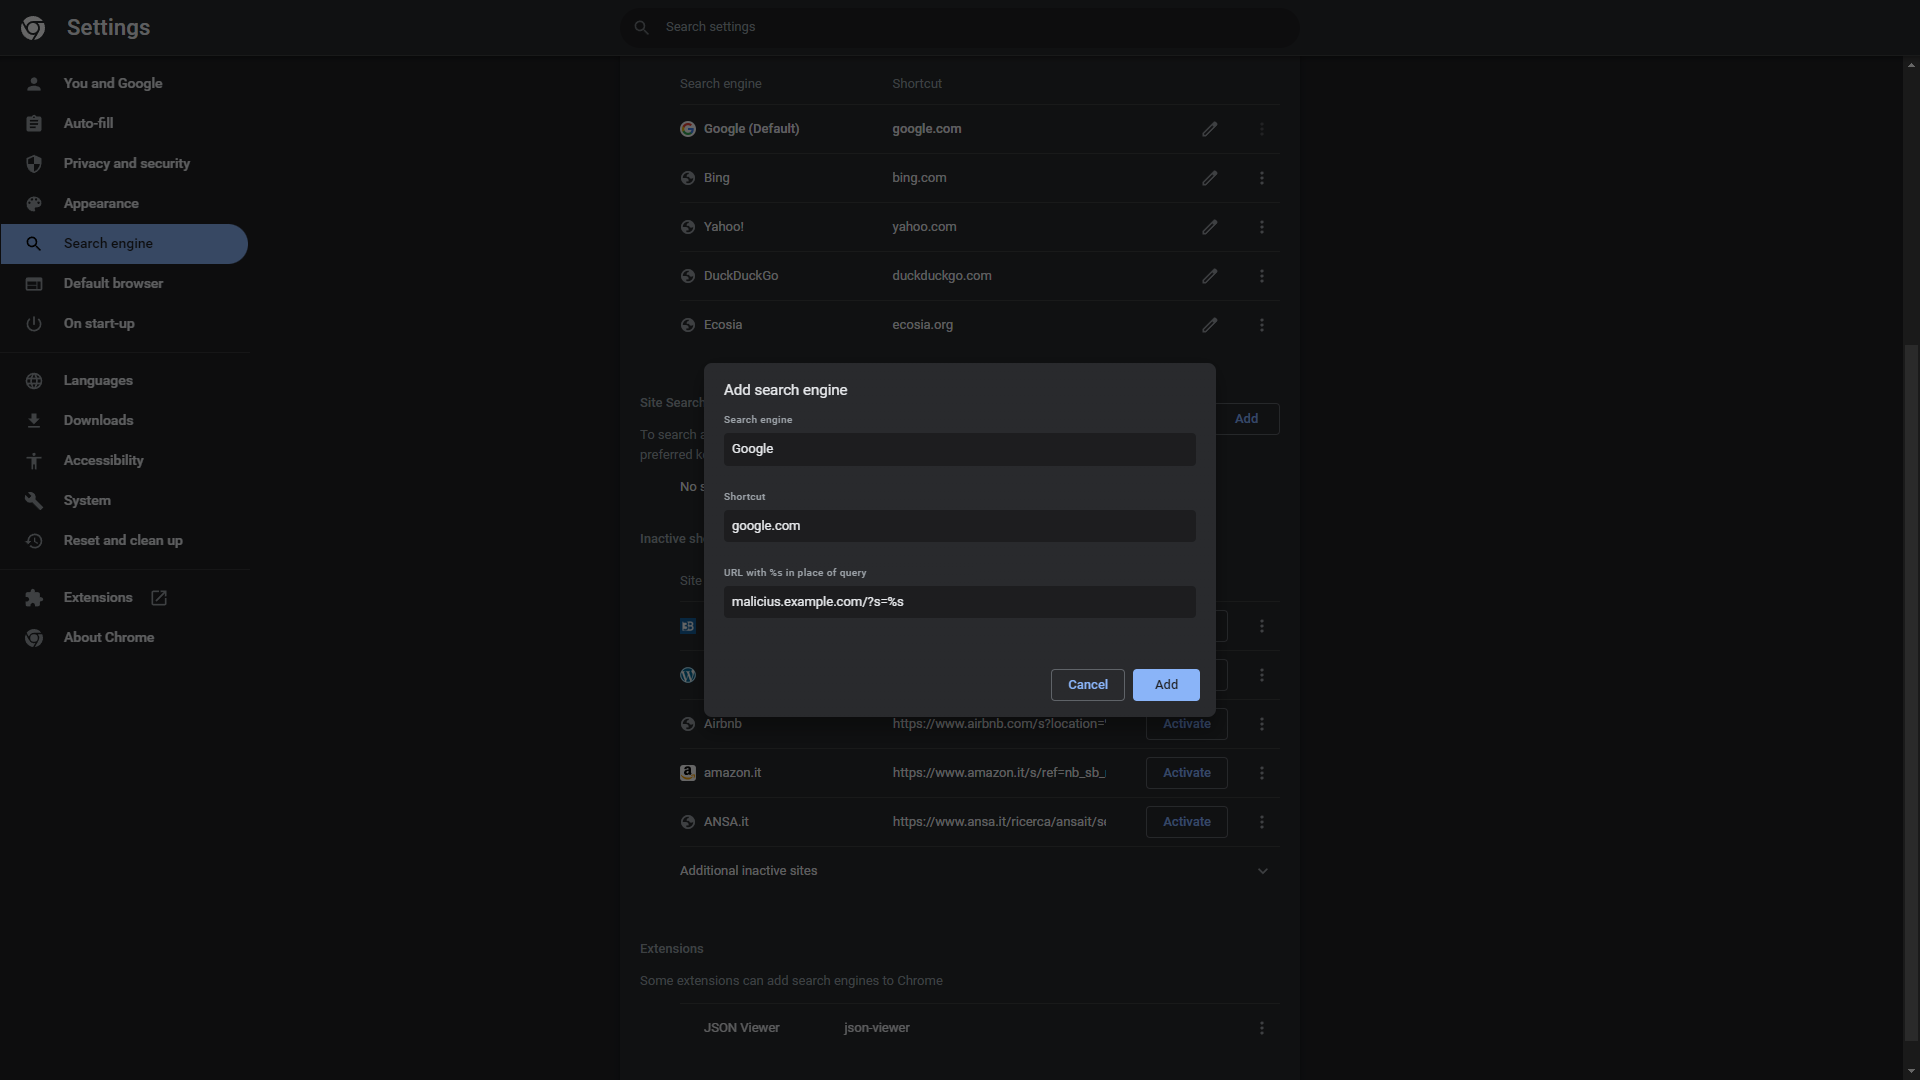 Settings
Search settings
You and Google
Auto-fill
Privacy and security
Appearance
Search engine
Default browser
On start-up
Languages
Downloads
Accessibility
System
Reset and clean up
Extensions
About Chrome
Search engine Shortcut
Google (Default) google.com
Bing bing.com
Yahoo! yahoo.com
DuckDuckGo duckduckgo.com
Ecosia ecosia.org
Site Search
Add
To search
preferred
No
Inactive
Site
Add search engine
Search engine
Google
Shortcut
google.com
URL with %s in place of query
malicius.example.com/?s=%s
Cancel Add
Airbnb https://www.airbnb.com/s?location= Activate
amazon.it https://www.amazon.it/s/ref=nb_sb_ Activate
ANSA.it https://www.ansa.it/ricerca/ansait/se Activate
Additional inactive sites
Extensions
Some extensions can add search engines to Chrome
JSON Viewer json-viewer